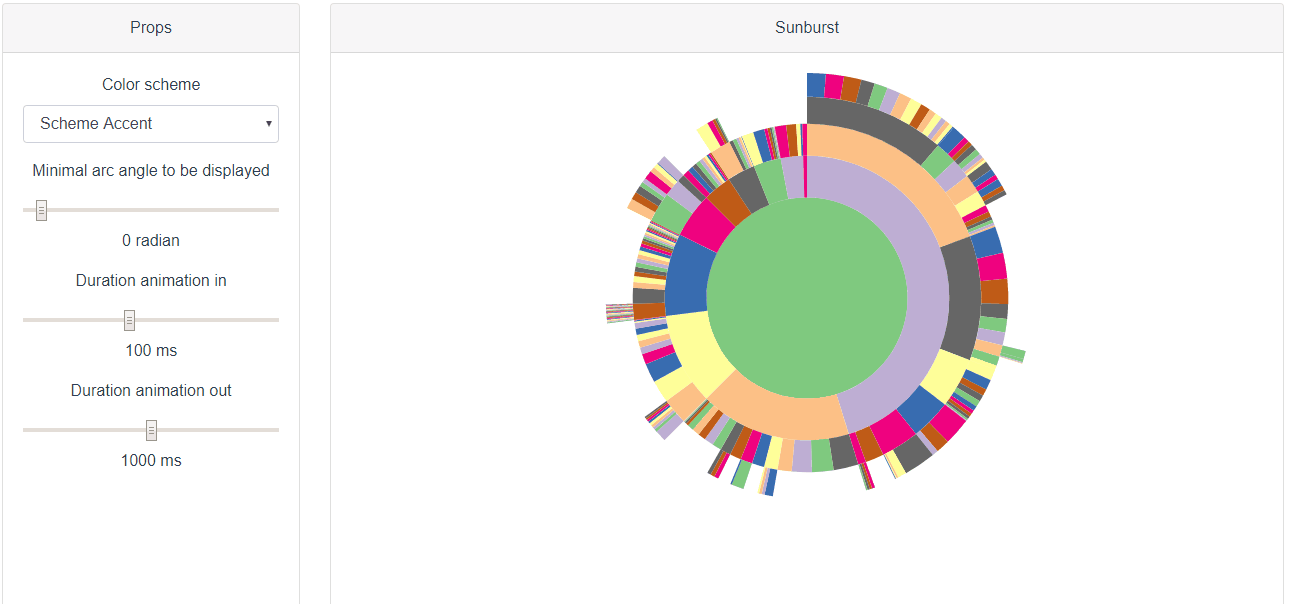 Props
Color scheme
Scheme Accent
Minimal arc angle to be displayed
0 radian
Duration animation in
100 ms
Duration animation out
1000 ms
Sunburst